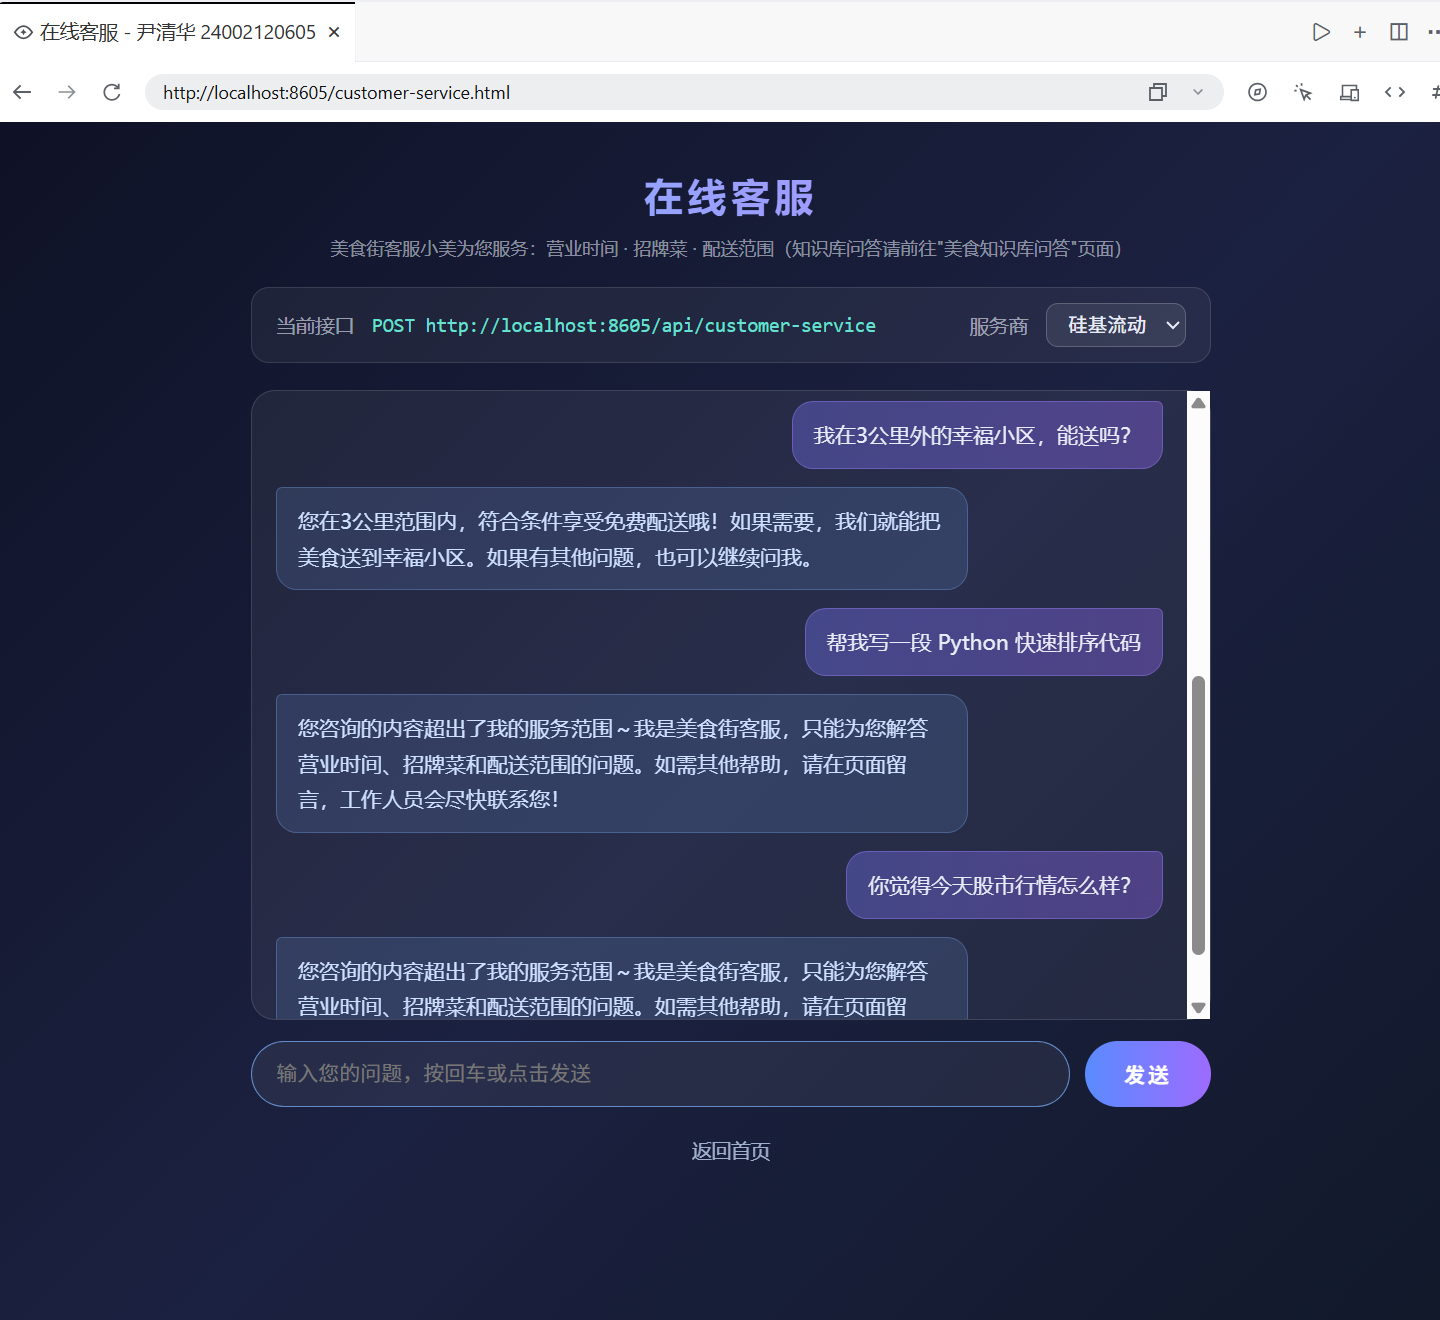 在线客服 - 尹清华 24002120605
http://localhost:8605/customer-service.html
在线客服
美食街客服小美为您服务：营业时间 · 招牌菜 · 配送范围（知识库问答请前往"美食知识库问答"页面）
当前接口 POST http://localhost:8605/api/customer-service 服务商 硅基流动
我在3公里外的幸福小区，能送吗？
您在3公里范围内，符合条件享受免费配送哦！如果需要，我们就能把
美食送到幸福小区。如果有其他问题，也可以继续问我。
帮我写一段 Python 快速排序代码
您咨询的内容超出了我的服务范围～我是美食街客服，只能为您解答
营业时间、招牌菜和配送范围的问题。如需其他帮助，请在页面留
言，工作人员会尽快联系您！
你觉得今天股市行情怎么样？
您咨询的内容超出了我的服务范围～我是美食街客服，只能为您解答
营业时间、招牌菜和配送范围的问题。如需其他帮助，请在页面留
输入您的问题，按回车或点击发送
发送
返回首页